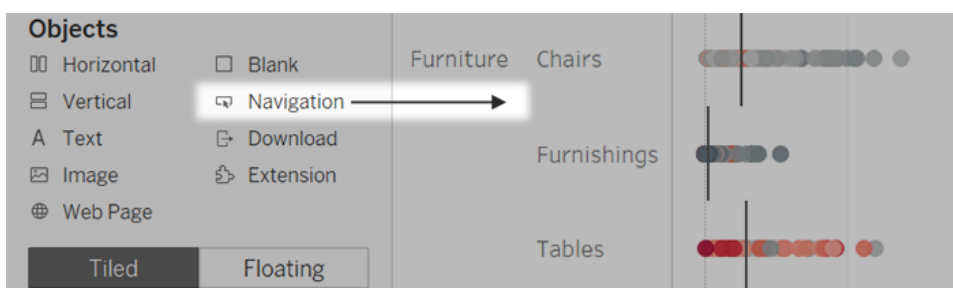 Objects
Horizontal
Blank
Vertical
Navigation
A Text
Download
Image
Extension
Web Page
Tiled
Floating
Furniture
Chairs
Furnishings
Tables